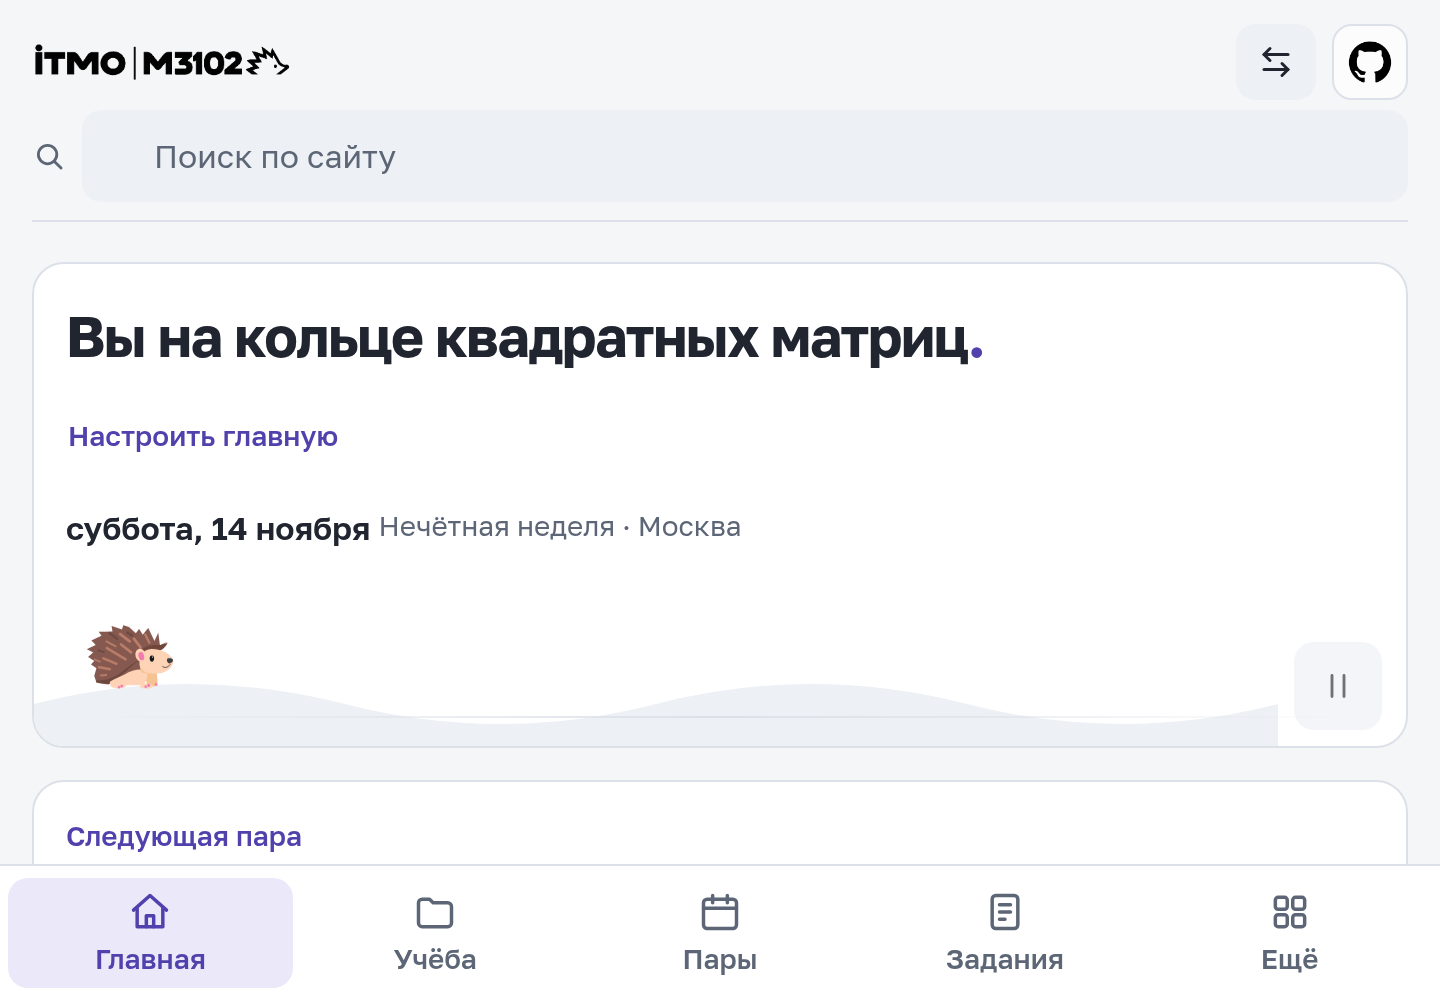 iTMO | M3102
Поиск по сайту
Вы на кольце квадратных матриц.
Настроить главную
суббота, 14 ноября Нечётная неделя · Москва
Следующая пара
Главная Учёба Пары Задания Ещё